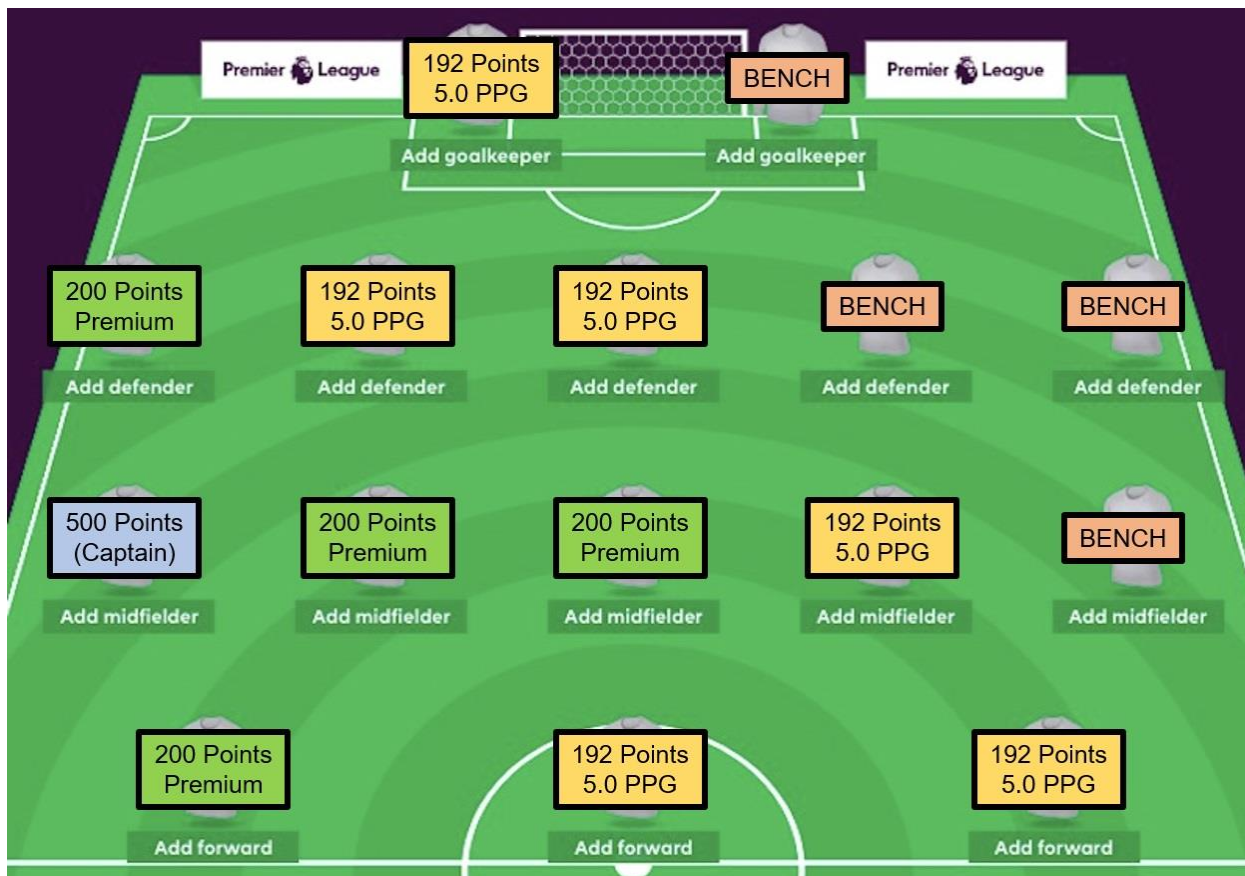 Premier League
192 Points
5.0 PPG
BENCH
Premier League
Add goalkeeper
Add goalkeeper
200 Points
Premium
192 Points
5.0 PPG
192 Points
5.0 PPG
BENCH
BENCH
Add defender
Add defender
Add defender
Add defender
Add defender
500 Points
(Captain)
200 Points
Premium
200 Points
Premium
192 Points
5.0 PPG
BENCH
Add midfielder
Add midfielder
Add midfielder
Add midfielder
Add midfielder
200 Points
Premium
192 Points
5.0 PPG
192 Points
5.0 PPG
Add forward
Add forward
Add forward